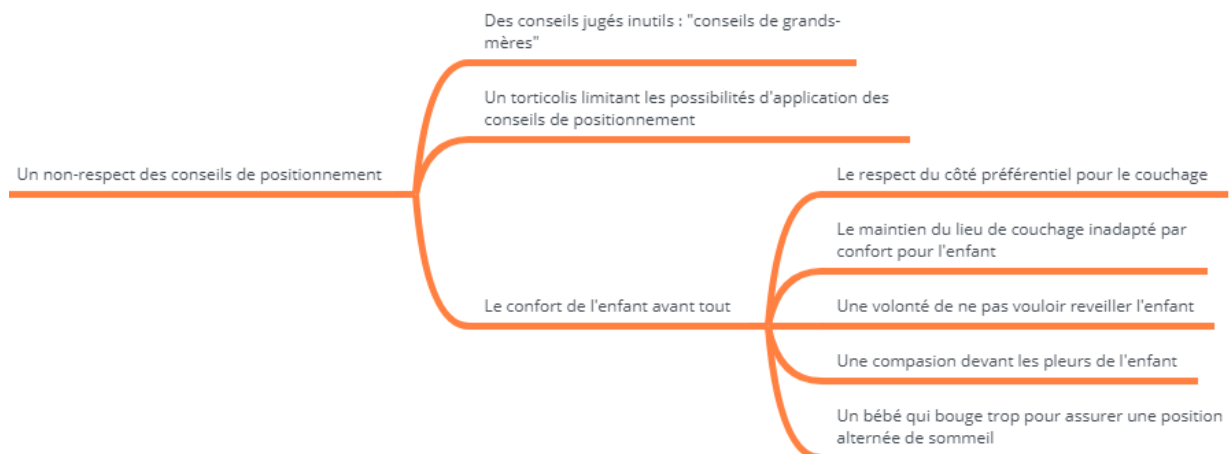 Des conseils jugés inutils : "conseils de grands-
mères"
Un torticolis limitant les possibilités d'application des
conseils de positionnement
Un non-respect des conseils de positionnement
Le respect du côté préférentiel pour le couchage
Le maintien du lieu de couchage inadapté par
confort pour l'enfant
Le confort de l'enfant avant tout
Une volonté de ne pas vouloir reveiller l'enfant
Une compasion devant les pleurs de l'enfant
Un bébé qui bouge trop pour assurer une position
alternée de sommeil